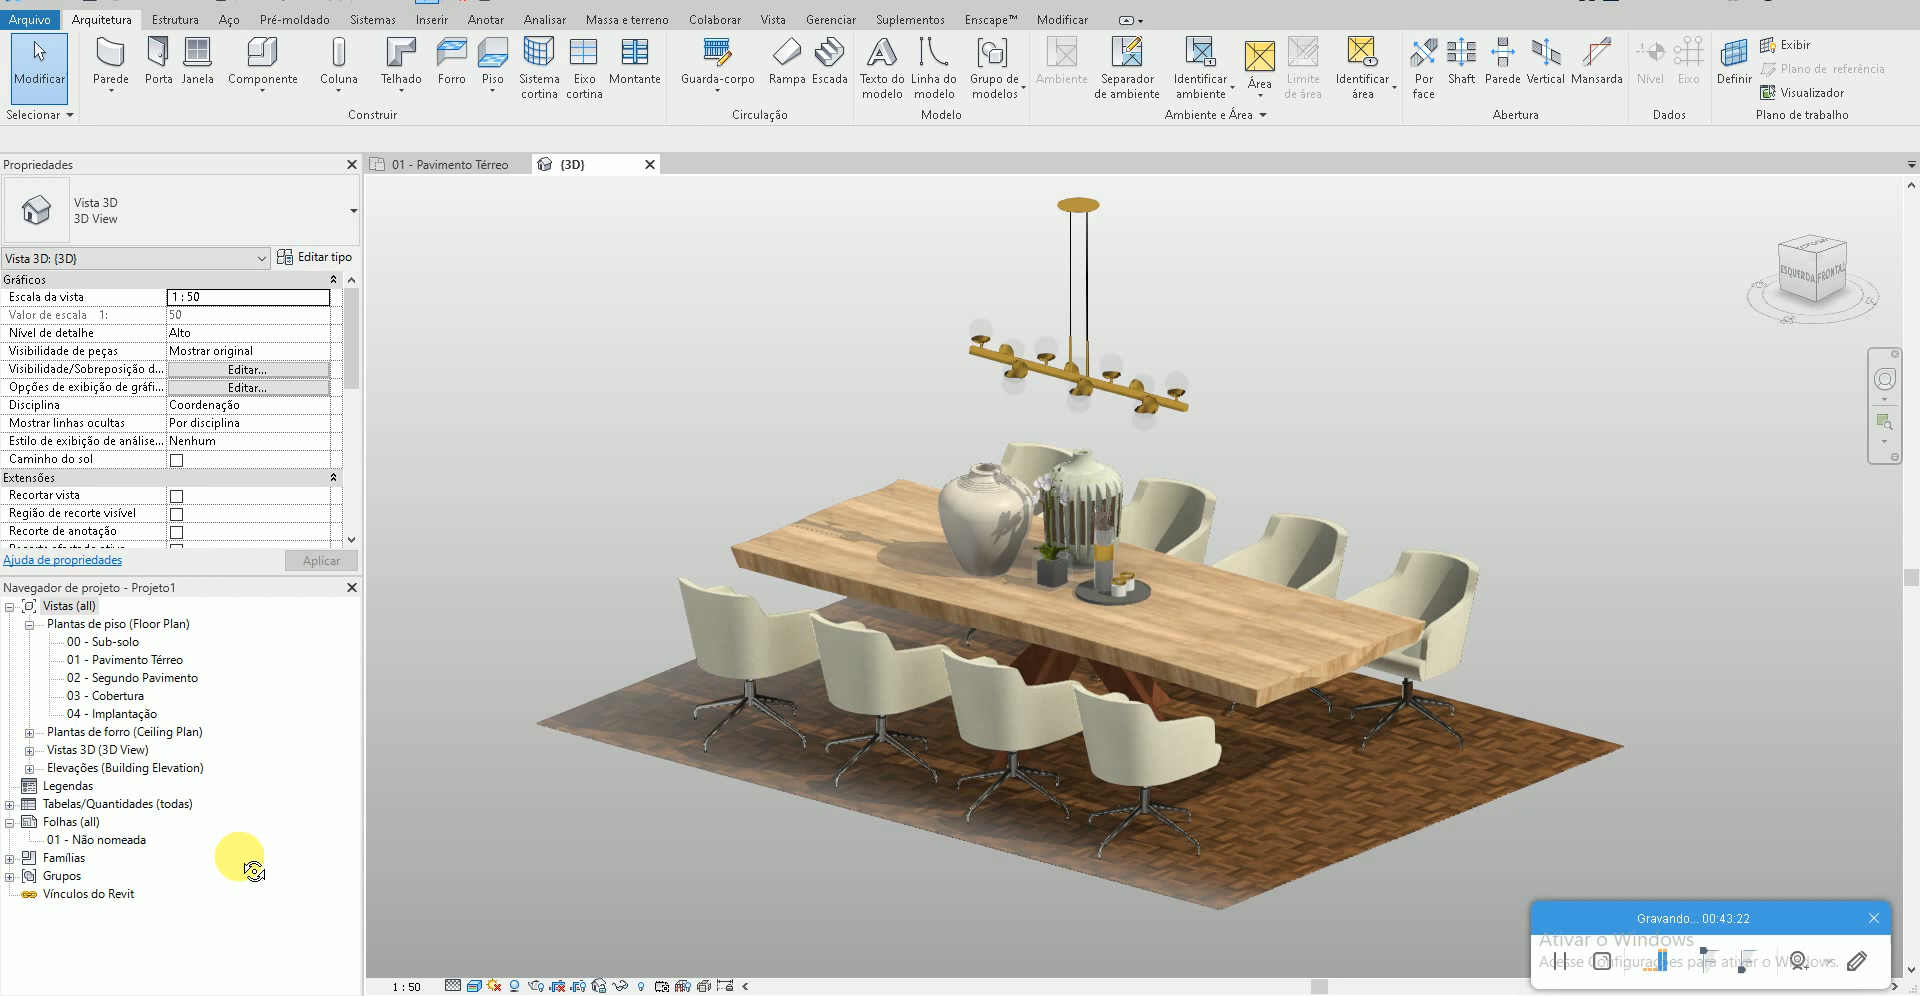 Arquivo Arquitetura Estrutura Aço Pré-moldado Sistemas Inserir Anotar Analisar Massa e terreno Colaborar Vista Gerenciar Suplementos Enscape™ Modificar
Modificar Parede Porta Janela Componente Coluna Telhado Forro Piso Sistema cortina Eixo cortina Montante Guarda-corpo Rampa Escada Texto do modelo Linha do modelo Grupo de modelos Ambiente Separador de ambiente Identificar ambiente Área Limite de área Identificar área Por face Shaft Parede Vertical Mansarda Nível Eixo Definir
Exibir
Plano de referência
Visualizador
Selecionar Construir Circulação Modelo Ambiente e Área Abertura Dados Plano de trabalho
Propriedades
01 - Pavimento Térreo {3D}
Vista 3D
3D View
Vista 3D: {3D} Editar tipo
Gráficos
Escala da vista 1 : 50
Valor de escala 1: 50
Nível de detalhe Alto
Visibilidade de peças Mostrar original
Visibilidade/Sobreposição d... Editar...
Opções de exibição de gráfi... Editar...
Disciplina Coordenação
Mostrar linhas ocultas Por disciplina
Estilo de exibição de análise... Nenhum
Caminho do sol
Extensões
Recortar vista
Região de recorte visível
Recorte de anotação
Ajuda de propriedades Aplicar
Navegador de projeto - Projeto1
Vistas (all)
Plantas de piso (Floor Plan)
00 - Sub-solo
01 - Pavimento Térreo
02 - Segundo Pavimento
03 - Cobertura
04 - Implantação
Plantas de forro (Ceiling Plan)
Vistas 3D (3D View)
Elevações (Building Elevation)
Legendas
Tabelas/Quantidades (todas)
Folhas (all)
01 - Não nomeada
Famílias
Grupos
Vínculos do Revit
ESQUERDA FRONTAL
1 : 50
Gravando... 00:43:22
Ativar o Windows
Acesse Configurações para ativar o Windows.